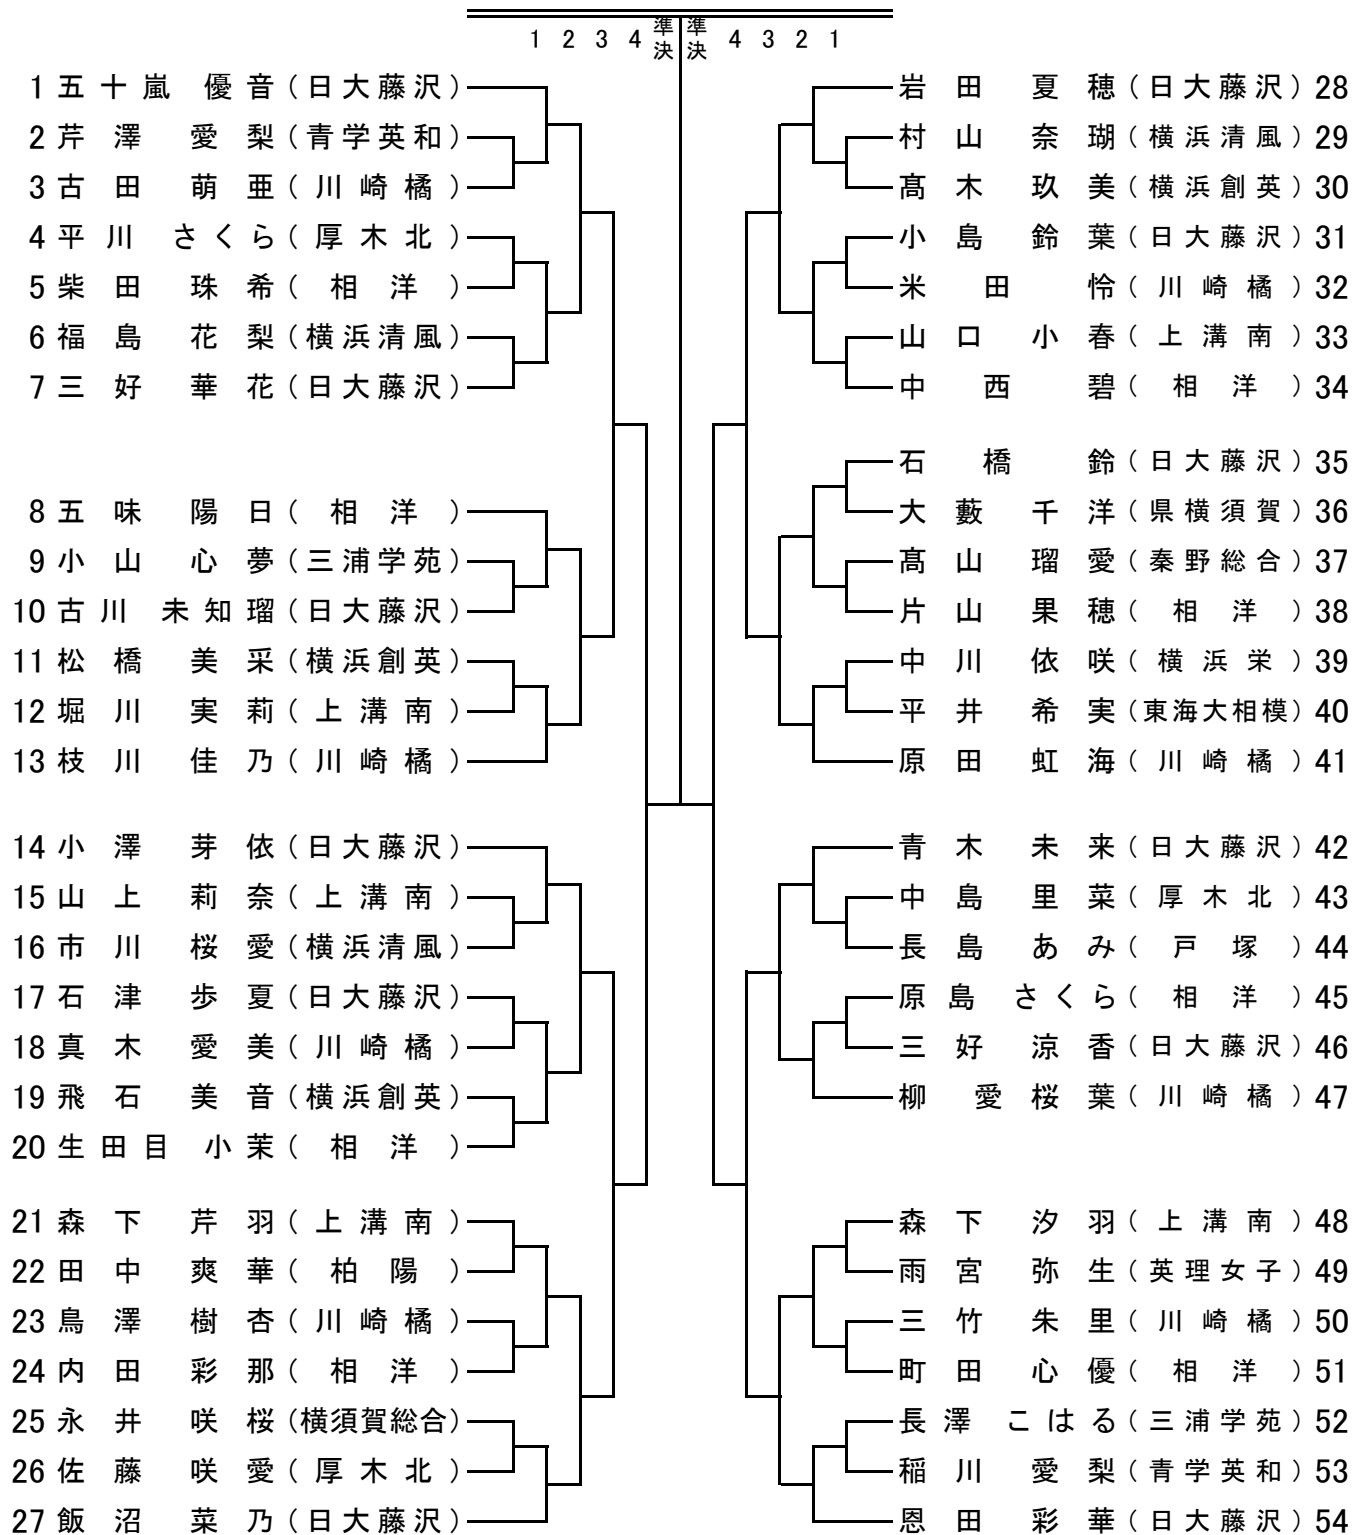 1 2 3 4 準決 準決 4 3 2 1
1 五十嵐 優音 (日大藤沢)
2 芹澤 愛梨 (青学英和)
3 古田 萌亜 (川崎橘)
4 平川 さくら (厚木北)
5 柴田 珠希 (相洋)
6 福島 花梨 (横浜清風)
7 三好 華花 (日大藤沢)
8 五味 陽日 (相洋)
9 小山 心夢 (三浦学苑)
10 古川 未知瑠 (日大藤沢)
11 松橋 美采 (横浜創英)
12 堀川 実莉 (上溝南)
13 枝川 佳乃 (川崎橘)
14 小澤 芽依 (日大藤沢)
15 山上 莉奈 (上溝南)
16 市川 桜愛 (横浜清風)
17 石津 歩夏 (日大藤沢)
18 真木 愛美 (川崎橘)
19 飛石 美音 (横浜創英)
20 生田目 小茉 (相洋)
21 森下 芹羽 (上溝南)
22 田中 爽華 (柏陽)
23 鳥澤 樹杏 (川崎橘)
24 内田 彩那 (相洋)
25 永井 咲桜 (横須賀総合)
26 佐藤 咲愛 (厚木北)
27 飯沼 菜乃 (日大藤沢)
岩田 夏穂 (日大藤沢) 28
村山 奈瑚 (横浜清風) 29
髙木 玖美 (横浜創英) 30
小島 鈴葉 (日大藤沢) 31
米田 怜 (川崎橘) 32
山口 小春 (上溝南) 33
中西 碧 (相洋) 34
石橋 鈴 (日大藤沢) 35
大藪 千洋 (県横須賀) 36
髙山 瑠愛 (秦野総合) 37
片山 果穂 (相洋) 38
中川 依咲 (横浜栄) 39
平井 希実 (東海大相模) 40
原田 虹海 (川崎橘) 41
青木 未来 (日大藤沢) 42
中島 里菜 (厚木北) 43
長島 あみ (戸塚) 44
原島 さくら (相洋) 45
三好 涼香 (日大藤沢) 46
柳 愛桜葉 (川崎橘) 47
森下 汐羽 (上溝南) 48
雨宮 弥生 (英理女子) 49
三竹 朱里 (川崎橘) 50
町田 心優 (相洋) 51
長澤 こはる (三浦学苑) 52
稲川 愛梨 (青学英和) 53
恩田 彩華 (日大藤沢) 54